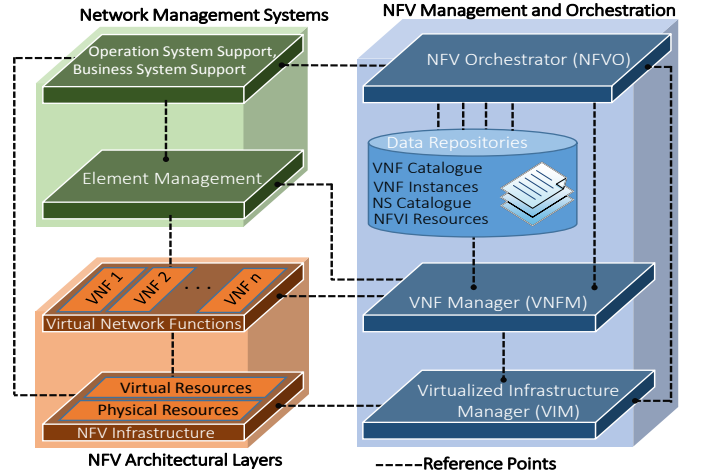 Network Management Systems
NFV Management and Orchestration
Operation System Support,
Business System Support
NFV Orchestrator (NFVO)
Data Repositories
VNF Catalogue
VNF Instances
NS Catalogue
NFVI Resources
Element Management
VNF 1
VNF 2
. . .
VNF n
Virtual Network Functions
VNF Manager (VNFM)
Virtual Resources
Physical Resources
NFV Infrastructure
Virtualized Infrastructure
Manager (VIM)
NFV Architectural Layers
-----Reference Points